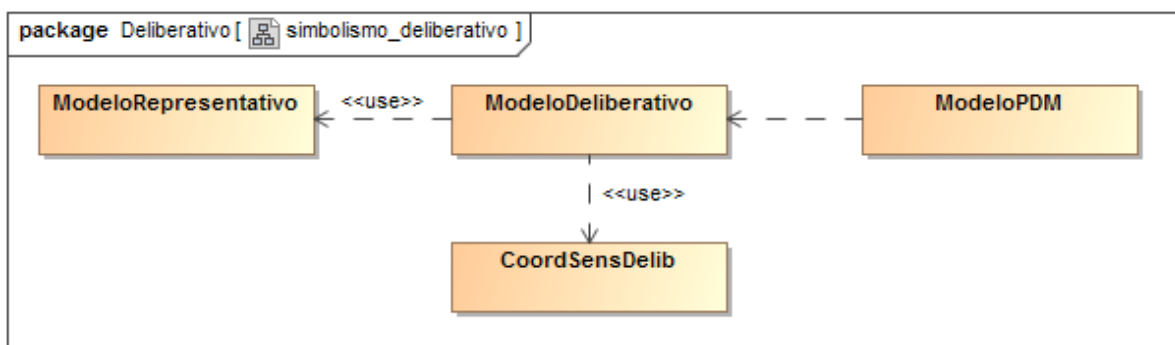 package Deliberativo [ simbolismo_deliberativo ]
ModeloRepresentativo <<use>> ModeloDeliberativo ModeloPDM
<<use>>
CoordSensDelib